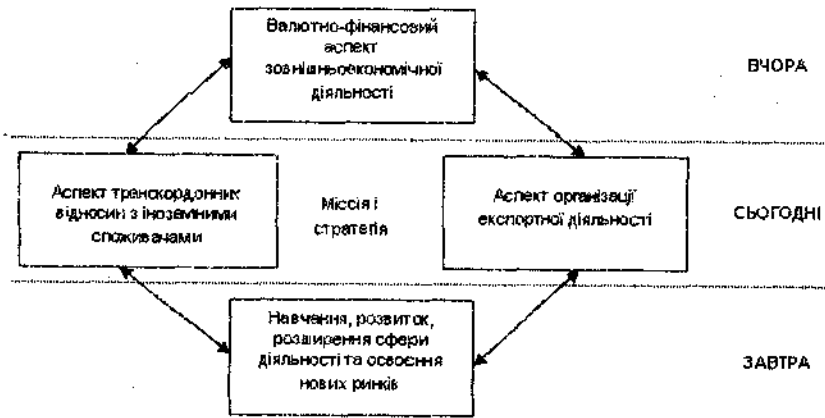 Валютно-фінансовий
аспект
зовнішньоекономічної
діяльності
ВЧОРА
Аспект транскордонних
відносин з іноземними
споживачами
Міссія і
стратегія
Аспект організації
експортної діяльності
СЬОГОДНІ
Навчання, розвиток,
розширення сфери
діяльності та освоєння
нових ринків
ЗАВТРА